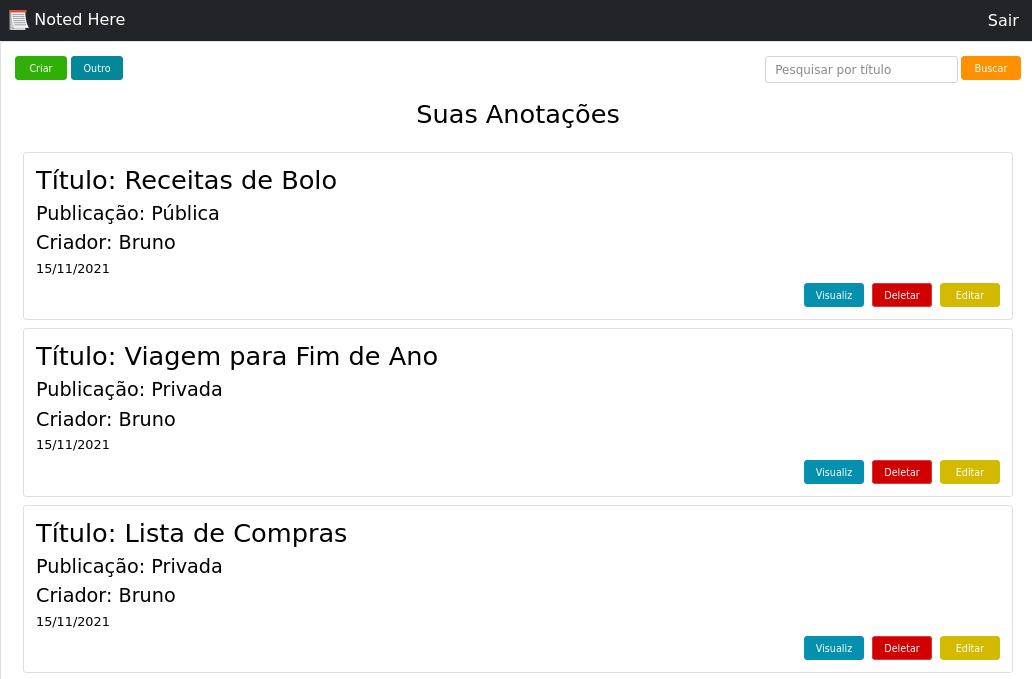 Noted Here
Sair
Criar
Outro
Pesquisar por título
Buscar
Suas Anotações
Título: Receitas de Bolo
Publicação: Pública
Criador: Bruno
15/11/2021
Visualiz
Deletar
Editar
Título: Viagem para Fim de Ano
Publicação: Privada
Criador: Bruno
15/11/2021
Visualiz
Deletar
Editar
Título: Lista de Compras
Publicação: Privada
Criador: Bruno
15/11/2021
Visualiz
Deletar
Editar